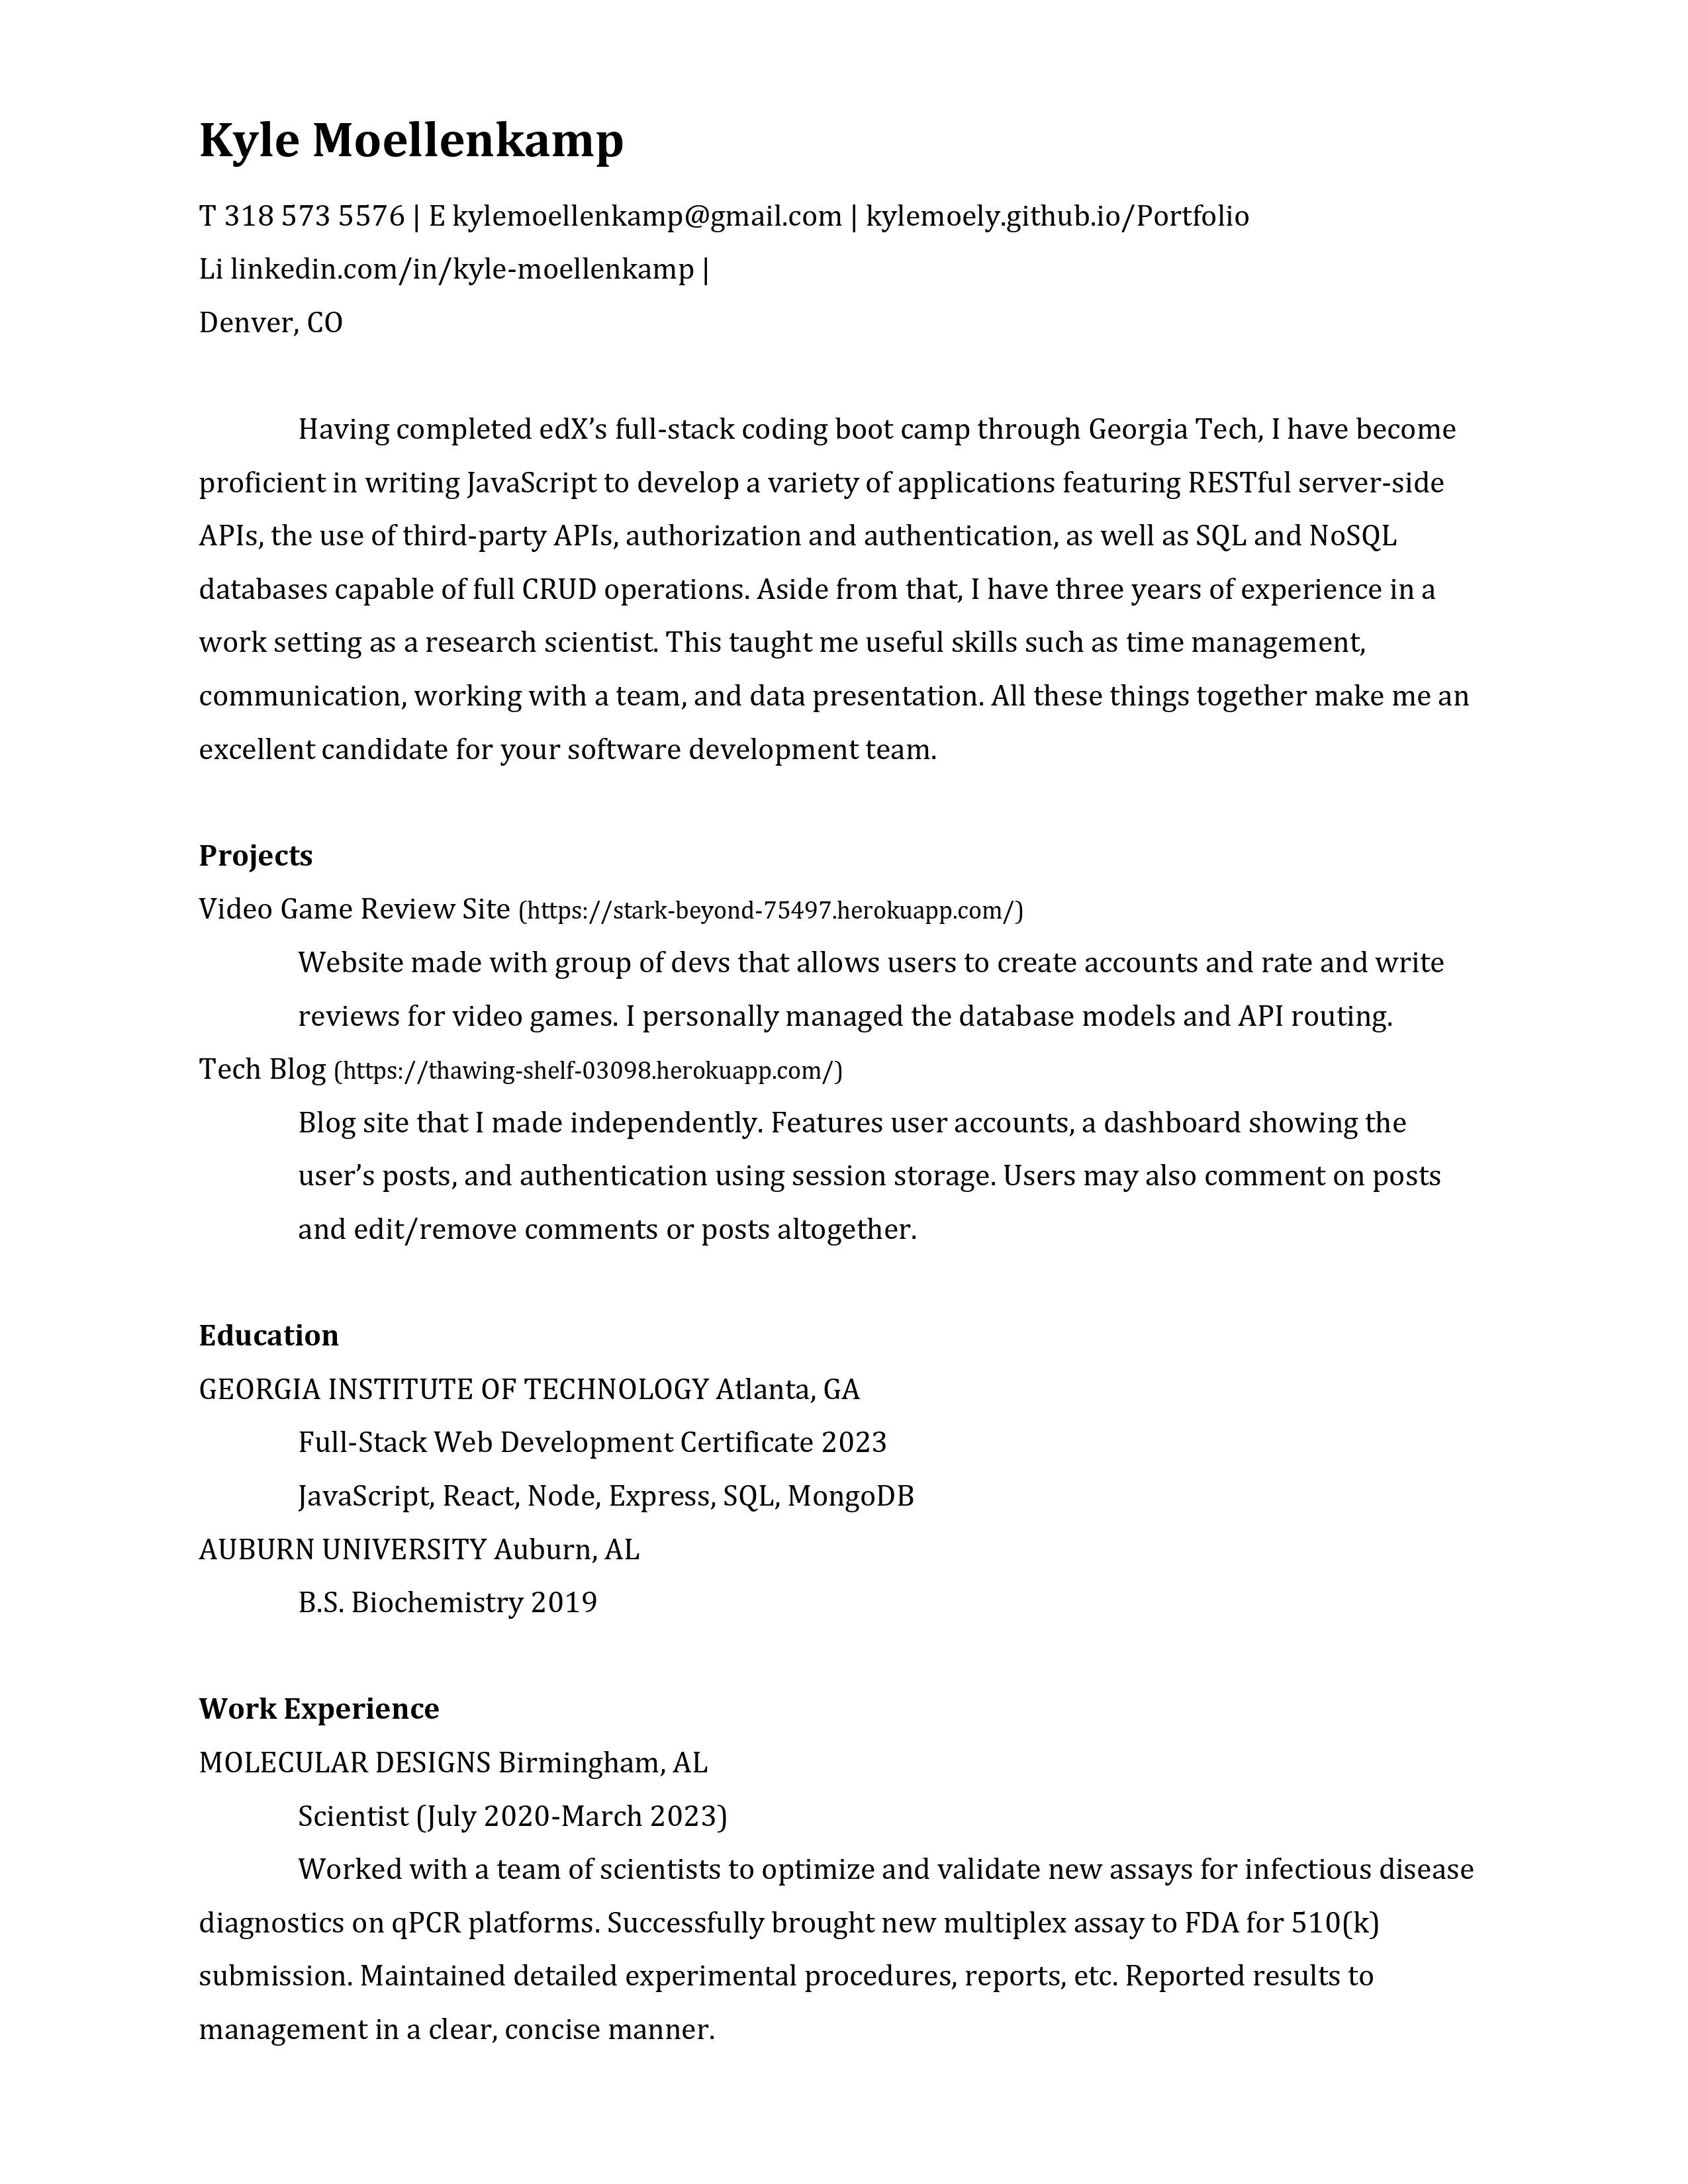 Kyle Moellenkamp
T 318 573 5576 | E kylemoellenkamp@gmail.com | kylemoely.github.io/Portfolio
Li linkedin.com/in/kyle-moellenkamp |
Denver, CO
Having completed edX’s full-stack coding boot camp through Georgia Tech, I have become
proficient in writing JavaScript to develop a variety of applications featuring RESTful server-side
APIs, the use of third-party APIs, authorization and authentication, as well as SQL and NoSQL
databases capable of full CRUD operations. Aside from that, I have three years of experience in a
work setting as a research scientist. This taught me useful skills such as time management,
communication, working with a team, and data presentation. All these things together make me an
excellent candidate for your software development team.
Projects
Video Game Review Site (https://stark-beyond-75497.herokuapp.com/)
Website made with group of devs that allows users to create accounts and rate and write
reviews for video games. I personally managed the database models and API routing.
Tech Blog (https://thawing-shelf-03098.herokuapp.com/)
Blog site that I made independently. Features user accounts, a dashboard showing the
user’s posts, and authentication using session storage. Users may also comment on posts
and edit/remove comments or posts altogether.
Education
GEORGIA INSTITUTE OF TECHNOLOGY Atlanta, GA
Full-Stack Web Development Certificate 2023
JavaScript, React, Node, Express, SQL, MongoDB
AUBURN UNIVERSITY Auburn, AL
B.S. Biochemistry 2019
Work Experience
MOLECULAR DESIGNS Birmingham, AL
Scientist (July 2020-March 2023)
Worked with a team of scientists to optimize and validate new assays for infectious disease
diagnostics on qPCR platforms. Successfully brought new multiplex assay to FDA for 510(k)
submission. Maintained detailed experimental procedures, reports, etc. Reported results to
management in a clear, concise manner.